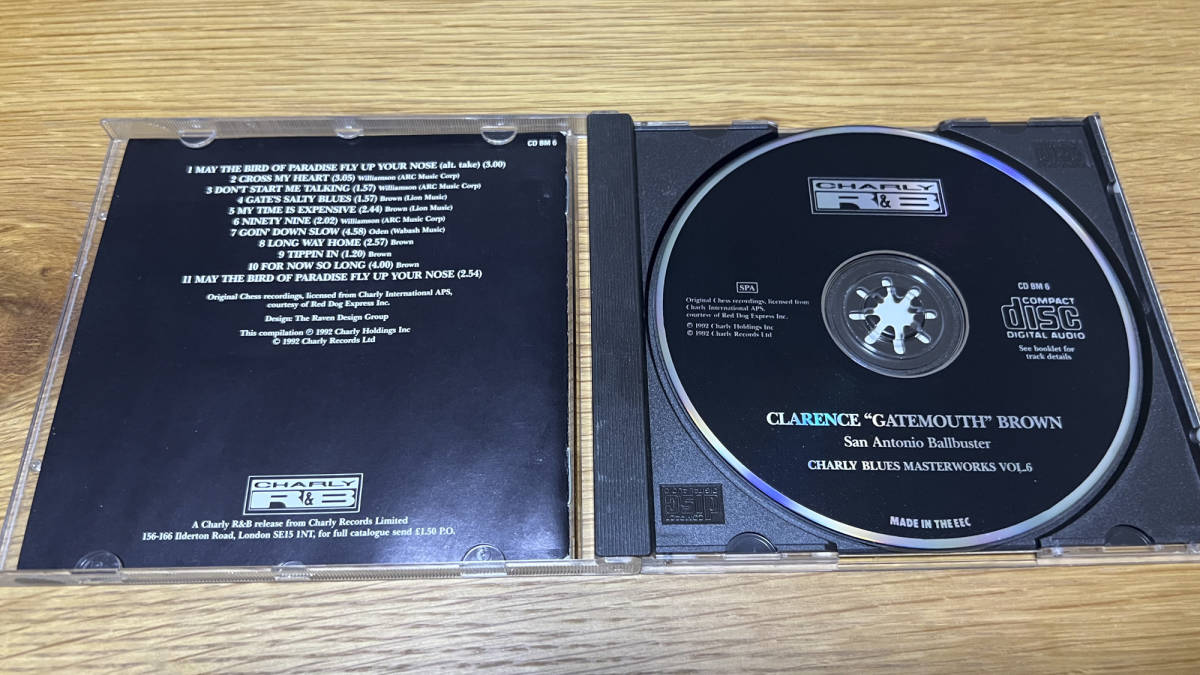 CD BM 6
1 MAY THE BIRD OF PARADISE FLY UP YOUR NOSE (alt. take) (3.00)
2 CROSS MY HEART (3.05) Williamson (ARC Music Corp)
3 DON'T START ME TALKING (1.57) Williamson (ARC Music Corp)
4 GATE'S SALTY BLUES (1.57) Brown (Lion Music)
5 MY TIME IS EXPENSIVE (2.44) Brown (Lion Music)
6 NINETY NINE (2.02) Williamson (ARC Music Corp)
7 GOIN' DOWN SLOW (4.58) Oden (Wabash Music)
8 LONG WAY HOME (2.57) Brown
9 TIPPIN IN (1.20) Brown
10 FOR NOW SO LONG (4.00) Brown
11 MAY THE BIRD OF PARADISE FLY UP YOUR NOSE (2.54)
Original Chess recordings, licensed from Charly International APS,
courtesy of Red Dog Express Inc.
Design: The Raven Design Group
This compilation ℗ 1992 Charly Holdings Inc
© 1992 Charly Records Ltd
CHARLY
R&B
A Charly R&B release from Charly Records Limited
156-166 Ilderton Road, London SE15 1NT, for full catalogue send £1.50 P.O.
CHARLY
R&B
SPA
Original Chess recordings, licensed from
Charly International APS,
courtesy of Red Dog Express Inc.
℗ 1992 Charly Holdings Inc
© 1992 Charly Records Ltd
CD BM 6
COMPACT
disc
DIGITAL AUDIO
See booklet for
track details
CLARENCE "GATEMOUTH" BROWN
San Antonio Ballbuster
CHARLY BLUES MASTERWORKS VOL.6
MADE IN THE EEC